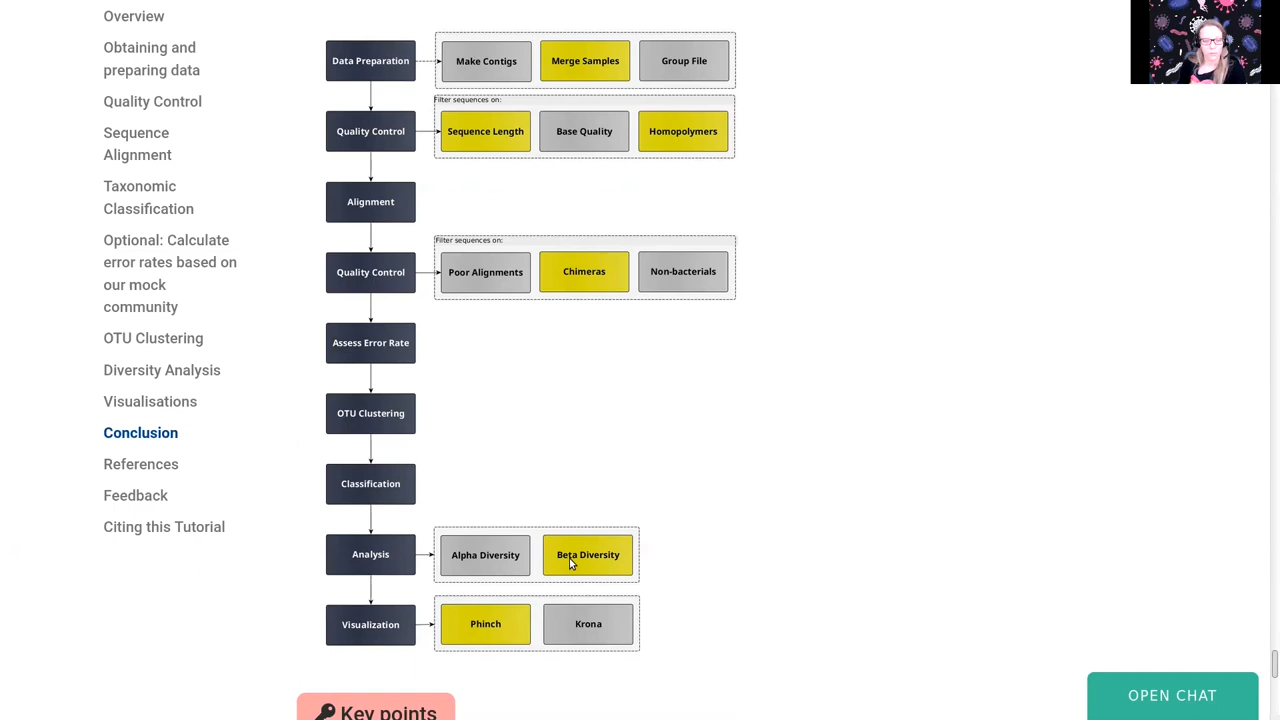 Overview
Obtaining and
preparing data
Quality Control
Sequence
Alignment
Taxonomic
Classification
Optional: Calculate
error rates based on
our mock
community
OTU Clustering
Diversity Analysis
Visualisations
Conclusion
References
Feedback
Citing this Tutorial
Data Preparation
Make Contigs
Merge Samples
Group File
Filter sequences on:
Quality Control
Sequence Length
Base Quality
Homopolymers
Alignment
Filter sequences on:
Quality Control
Poor Alignments
Chimeras
Non-bacterials
Assess Error Rate
OTU Clustering
Classification
Analysis
Alpha Diversity
Beta Diversity
Visualization
Phinch
Krona
Key points
OPEN CHAT